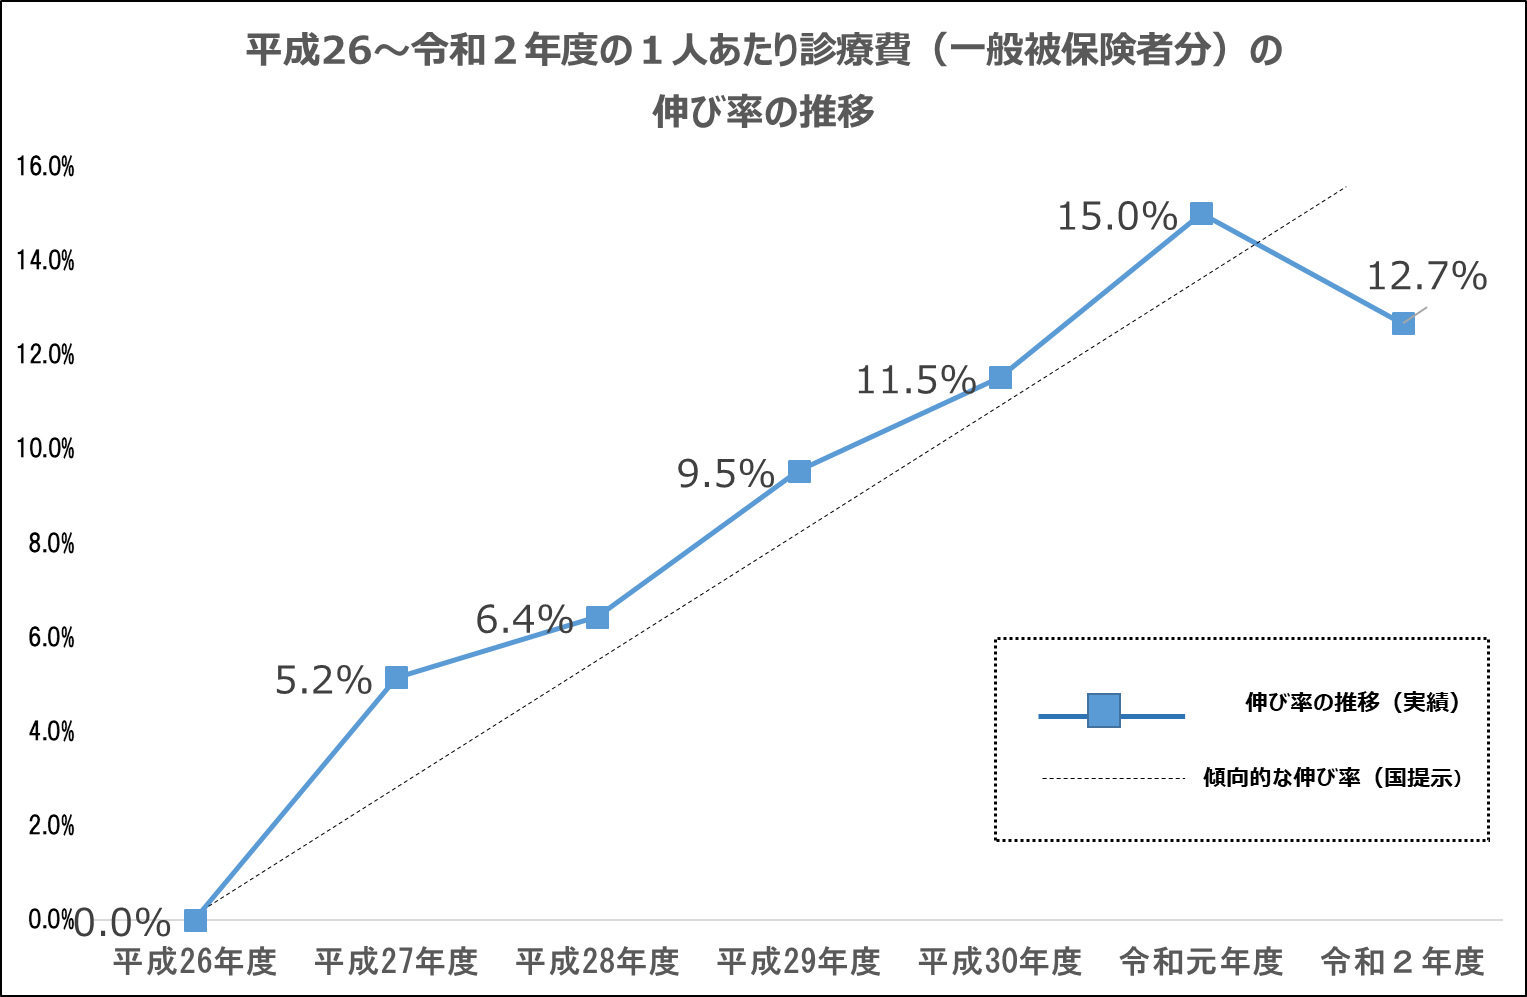 平成26～令和２年度の１人あたり診療費（一般被保険者分）の
伸び率の推移
16.0%
14.0%
12.0%
10.0%
8.0%
6.0%
4.0%
2.0%
0.0%
0.0%
5.2%
6.4%
9.5%
11.5%
15.0%
12.7%
伸び率の推移（実績）
傾向的な伸び率（国提示）
平成26年度
平成27年度
平成28年度
平成29年度
平成30年度
令和元年度
令和２年度